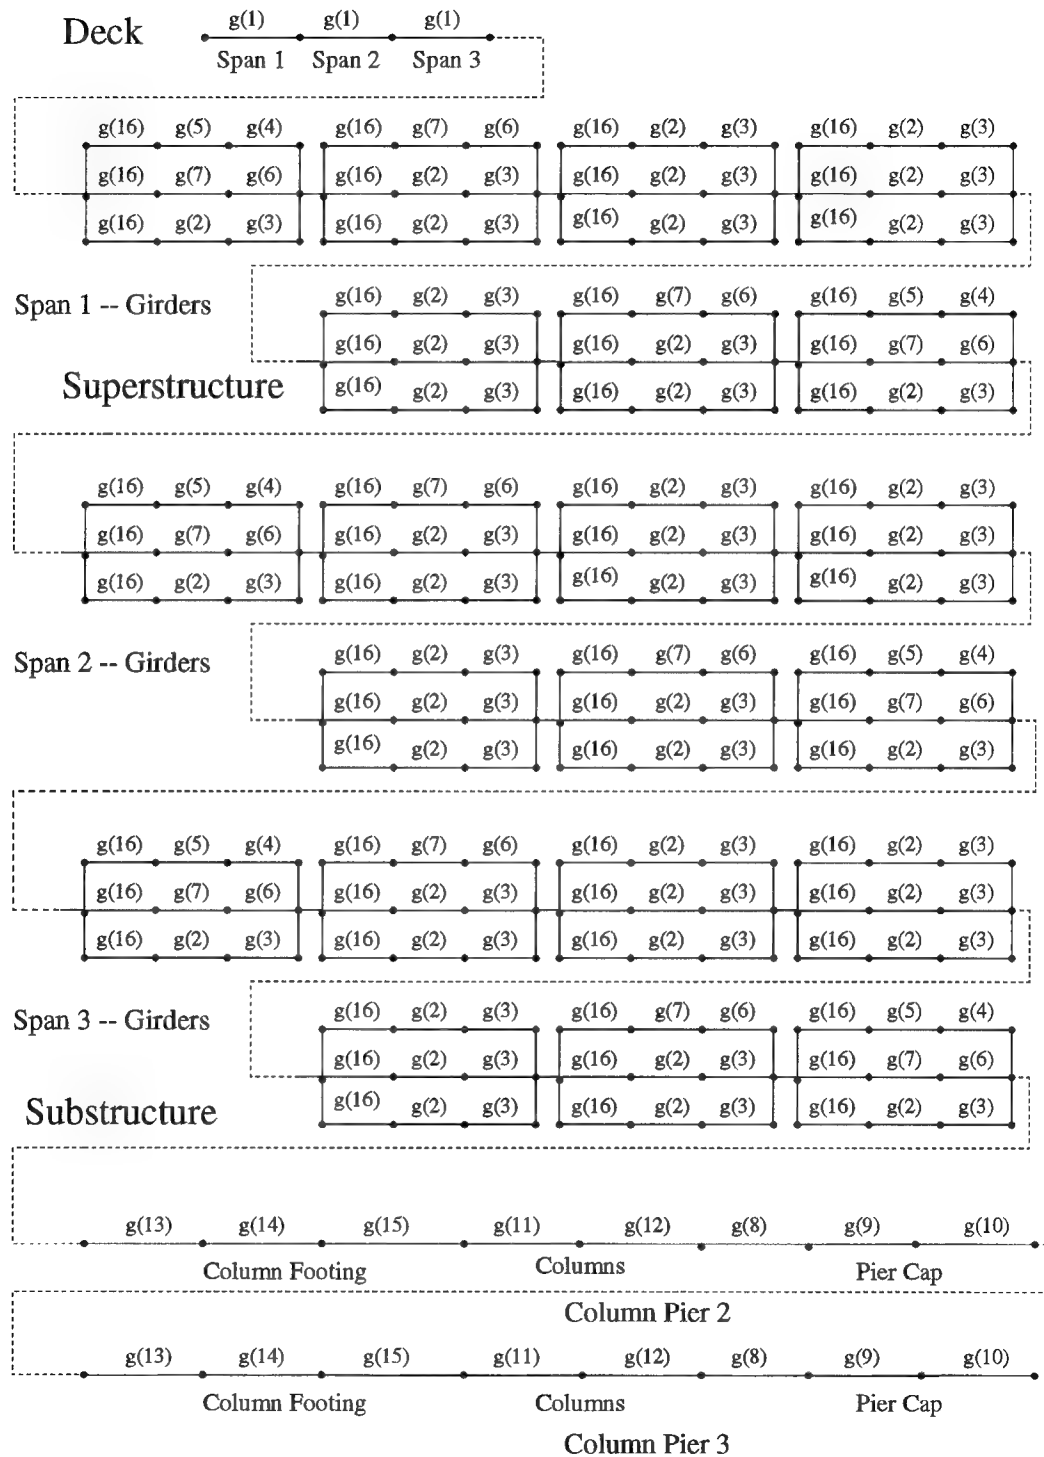 g(1) g(1) g(1)
Deck
Span 1 Span 2 Span 3
g(16) g(5) g(4) g(16) g(7) g(6) g(16) g(2) g(3) g(16) g(2) g(3)
g(16) g(7) g(6) g(16) g(2) g(3) g(16) g(2) g(3) g(16) g(2) g(3)
g(16) g(2) g(3) g(16) g(2) g(3) g(16) g(2) g(3) g(16) g(2) g(3)
Span 1 -- Girders
g(16) g(2) g(3) g(16) g(7) g(6) g(16) g(5) g(4)
g(16) g(2) g(3) g(16) g(2) g(3) g(16) g(7) g(6)
Superstructure
g(16) g(2) g(3) g(16) g(2) g(3) g(16) g(2) g(3)
g(16) g(5) g(4) g(16) g(7) g(6) g(16) g(2) g(3) g(16) g(2) g(3)
g(16) g(7) g(6) g(16) g(2) g(3) g(16) g(2) g(3) g(16) g(2) g(3)
g(16) g(2) g(3) g(16) g(2) g(3) g(16) g(2) g(3) g(16) g(2) g(3)
Span 2 -- Girders
g(16) g(2) g(3) g(16) g(7) g(6) g(16) g(5) g(4)
g(16) g(2) g(3) g(16) g(2) g(3) g(16) g(7) g(6)
g(16) g(2) g(3) g(16) g(2) g(3) g(16) g(2) g(3)
g(16) g(5) g(4) g(16) g(7) g(6) g(16) g(2) g(3) g(16) g(2) g(3)
g(16) g(7) g(6) g(16) g(2) g(3) g(16) g(2) g(3) g(16) g(2) g(3)
g(16) g(2) g(3) g(16) g(2) g(3) g(16) g(2) g(3) g(16) g(2) g(3)
Span 3 -- Girders
g(16) g(2) g(3) g(16) g(7) g(6) g(16) g(5) g(4)
g(16) g(2) g(3) g(16) g(2) g(3) g(16) g(7) g(6)
Substructure
g(16) g(2) g(3) g(16) g(2) g(3) g(16) g(2) g(3)
g(13) g(14) g(15) g(11) g(12) g(8) g(9) g(10)
Column Footing Columns Pier Cap
Column Pier 2
g(13) g(14) g(15) g(11) g(12) g(8) g(9) g(10)
Column Footing Columns Pier Cap
Column Pier 3